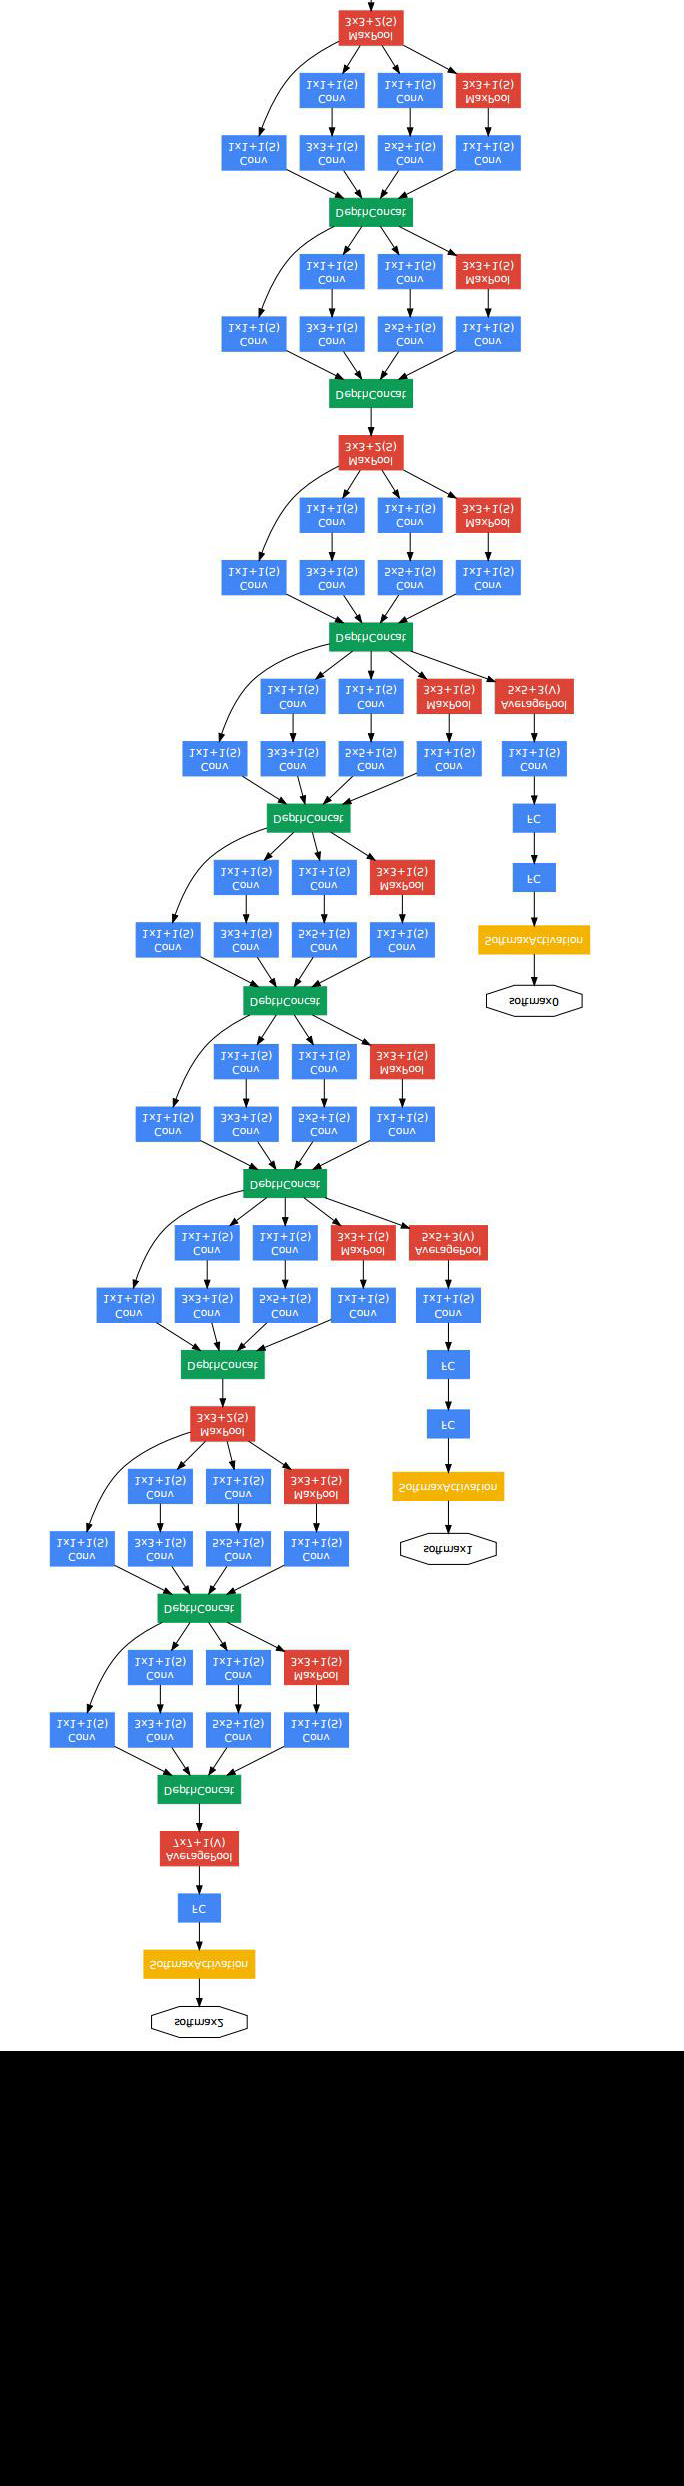 3x3+2(S)
MaxPool
1x1+1(S)
Conv
1x1+1(S)
Conv
3x3+1(S)
MaxPool
1x1+1(S)
Conv
3x3+1(S)
Conv
5x5+1(S)
Conv
1x1+1(S)
Conv
DepthConcat
1x1+1(S)
Conv
1x1+1(S)
Conv
3x3+1(S)
MaxPool
1x1+1(S)
Conv
3x3+1(S)
Conv
5x5+1(S)
Conv
1x1+1(S)
Conv
DepthConcat
3x3+2(S)
MaxPool
1x1+1(S)
Conv
1x1+1(S)
Conv
3x3+1(S)
MaxPool
1x1+1(S)
Conv
3x3+1(S)
Conv
5x5+1(S)
Conv
1x1+1(S)
Conv
DepthConcat
1x1+1(S)
Conv
1x1+1(S)
Conv
3x3+1(S)
MaxPool
5x5+3(V)
AveragePool
1x1+1(S)
Conv
3x3+1(S)
Conv
5x5+1(S)
Conv
1x1+1(S)
Conv
1x1+1(S)
Conv
DepthConcat
FC
1x1+1(S)
Conv
1x1+1(S)
Conv
3x3+1(S)
MaxPool
FC
1x1+1(S)
Conv
3x3+1(S)
Conv
5x5+1(S)
Conv
1x1+1(S)
Conv
SoftmaxActivation
DepthConcat
softmax0
1x1+1(S)
Conv
1x1+1(S)
Conv
3x3+1(S)
MaxPool
1x1+1(S)
Conv
3x3+1(S)
Conv
5x5+1(S)
Conv
1x1+1(S)
Conv
DepthConcat
1x1+1(S)
Conv
1x1+1(S)
Conv
3x3+1(S)
MaxPool
5x5+3(V)
AveragePool
1x1+1(S)
Conv
3x3+1(S)
Conv
5x5+1(S)
Conv
1x1+1(S)
Conv
1x1+1(S)
Conv
DepthConcat
FC
3x3+2(S)
MaxPool
FC
1x1+1(S)
Conv
1x1+1(S)
Conv
3x3+1(S)
MaxPool
SoftmaxActivation
1x1+1(S)
Conv
3x3+1(S)
Conv
5x5+1(S)
Conv
1x1+1(S)
Conv
softmax1
DepthConcat
1x1+1(S)
Conv
1x1+1(S)
Conv
3x3+1(S)
MaxPool
1x1+1(S)
Conv
3x3+1(S)
Conv
5x5+1(S)
Conv
1x1+1(S)
Conv
DepthConcat
7x7+1(V)
AveragePool
FC
SoftmaxActivation
softmax2